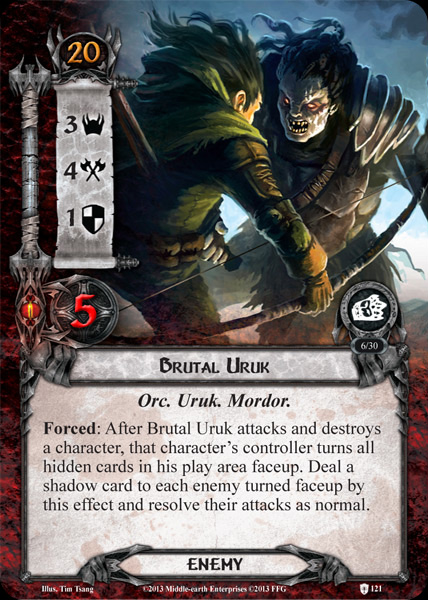 20
3
4
1
5
6/30
Brutal Uruk
Orc. Uruk. Mordor.
Forced: After Brutal Uruk attacks and destroys
a character, that character's controller turns all
hidden cards in his play area faceup. Deal a
shadow card to each enemy turned faceup by
this effect and resolve their attacks as normal.
ENEMY
Illus. Tim Tsang ©2013 Middle-earth Enterprises ©2013 FFG 121